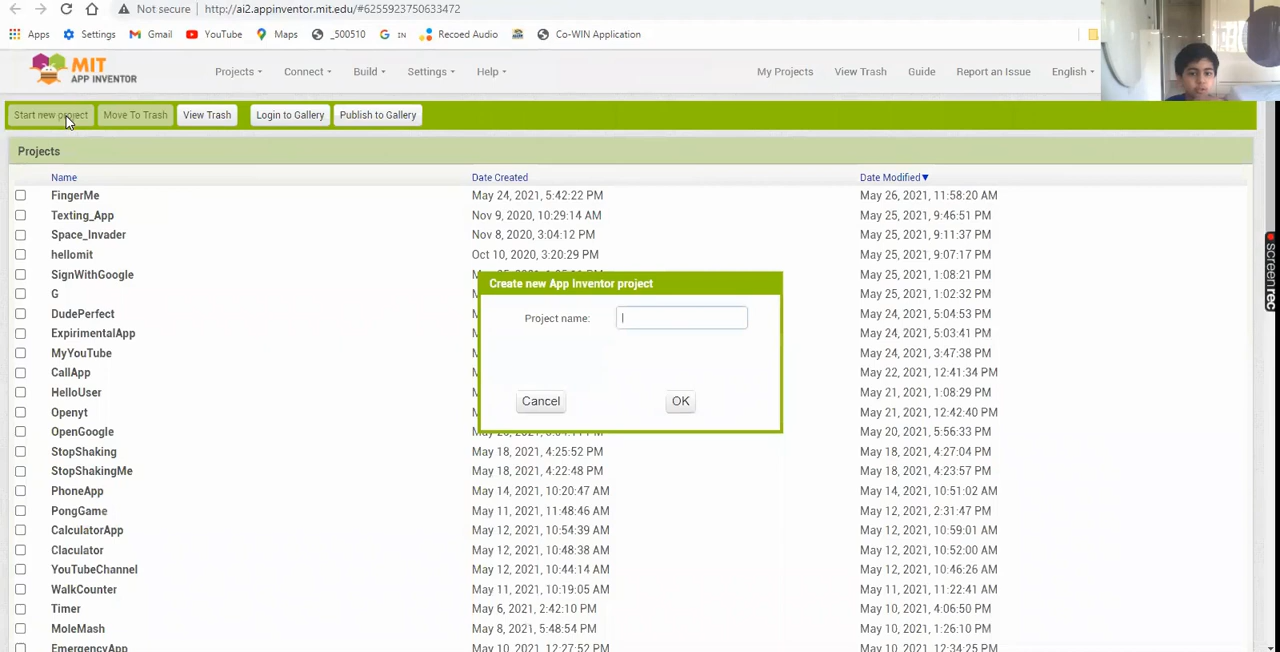 Not secure | http://ai2.appinventor.mit.edu/#6255923750633472
Apps Settings Gmail YouTube Maps _500510 IN Recoed Audio Co-WIN Application
MIT
APP INVENTOR
Projects Connect Build Settings Help My Projects View Trash Guide Report an Issue English
Start new project Move To Trash View Trash Login to Gallery Publish to Gallery
Projects
Name Date Created Date Modified
FingerMe May 24, 2021, 5:42:22 PM May 26, 2021, 11:58:20 AM
Texting_App Nov 9, 2020, 10:29:14 AM May 25, 2021, 9:46:51 PM
Space_Invader Nov 8, 2020, 3:04:12 PM May 25, 2021, 9:11:37 PM
hellomit Oct 10, 2020, 3:20:29 PM May 25, 2021, 9:07:17 PM
SignWithGoogle May 25, 2021, 1:08:21 PM
G May 25, 2021, 1:02:32 PM
DudePerfect May 24, 2021, 5:04:53 PM
ExpirimentalApp May 24, 2021, 5:03:41 PM
MyYouTube May 24, 2021, 3:47:38 PM
CallApp May 22, 2021, 12:41:34 PM
HelloUser May 21, 2021, 1:08:29 PM
Openyt May 21, 2021, 12:42:40 PM
OpenGoogle May 20, 2021, 5:56:33 PM
Create new App Inventor project
Project name:
Cancel OK
StopShaking May 18, 2021, 4:25:52 PM May 18, 2021, 4:27:04 PM
StopShakingMe May 18, 2021, 4:22:48 PM May 18, 2021, 4:23:57 PM
PhoneApp May 14, 2021, 10:20:47 AM May 14, 2021, 10:51:02 AM
PongGame May 11, 2021, 11:48:46 AM May 12, 2021, 2:31:47 PM
CalculatorApp May 12, 2021, 10:54:39 AM May 12, 2021, 10:59:01 AM
Claculator May 12, 2021, 10:48:38 AM May 12, 2021, 10:52:00 AM
YouTubeChannel May 12, 2021, 10:44:14 AM May 12, 2021, 10:46:26 AM
WalkCounter May 11, 2021, 10:19:05 AM May 11, 2021, 11:22:41 AM
Timer May 6, 2021, 2:42:10 PM May 10, 2021, 4:06:50 PM
MoleMash May 8, 2021, 5:48:54 PM May 10, 2021, 1:26:10 PM
EmergencyApp May 10, 2021, 12:27:52 PM May 10, 2021, 12:34:25 PM
screenrec